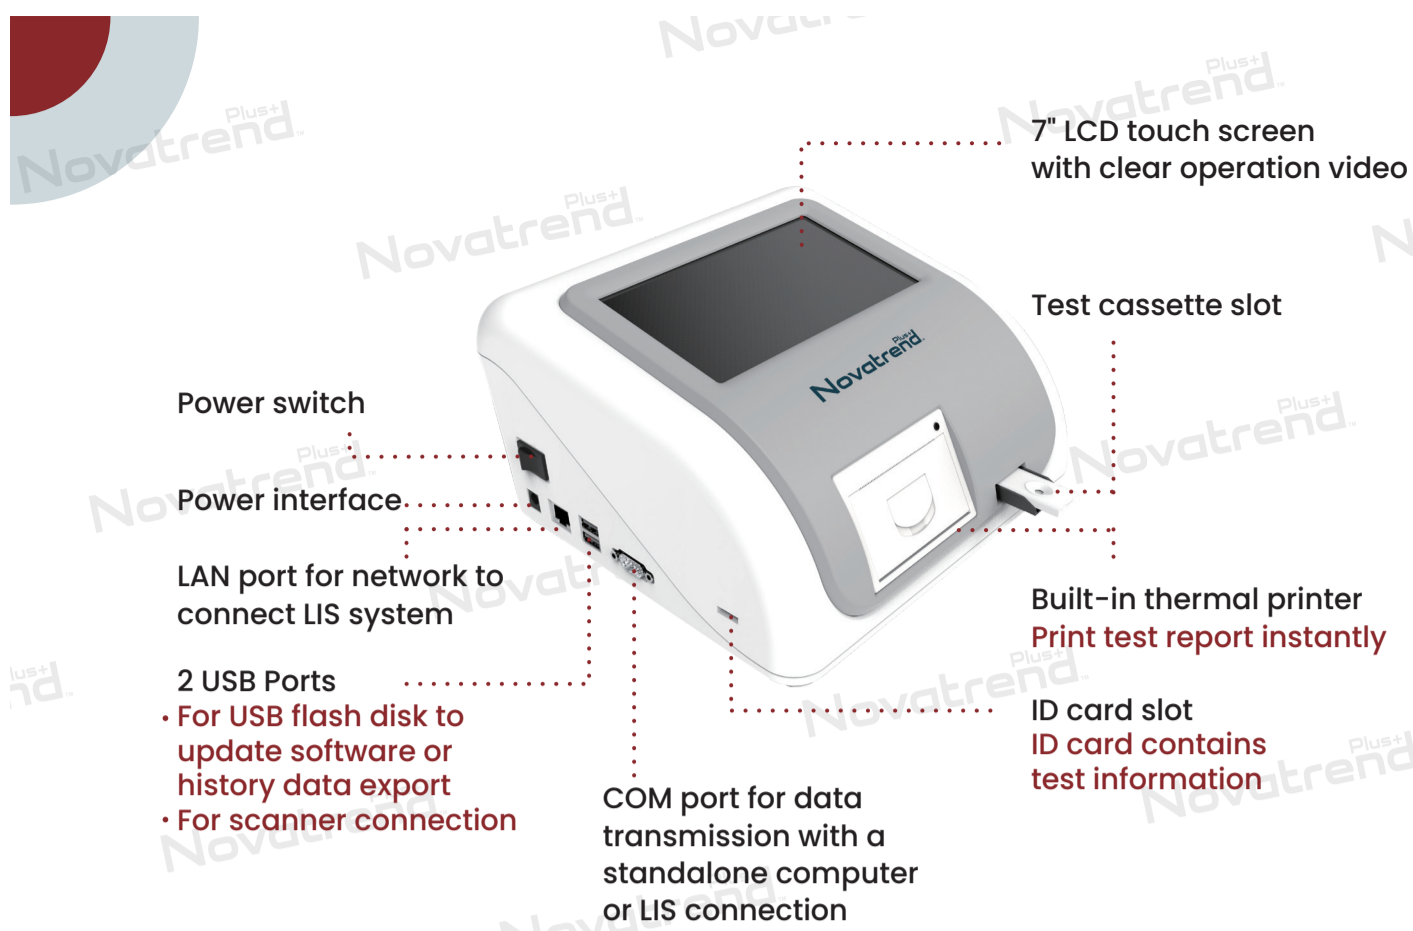 Novatrend Plus+
7" LCD touch screen
with clear operation video
Test cassette slot
Novatrend Plus+
Power switch
Power interface
LAN port for network to
connect LIS system
2 USB Ports
· For USB flash disk to
update software or
history data export
· For scanner connection
COM port for data
transmission with a
standalone computer
or LIS connection
Built-in thermal printer
Print test report instantly
ID card slot
ID card contains
test information